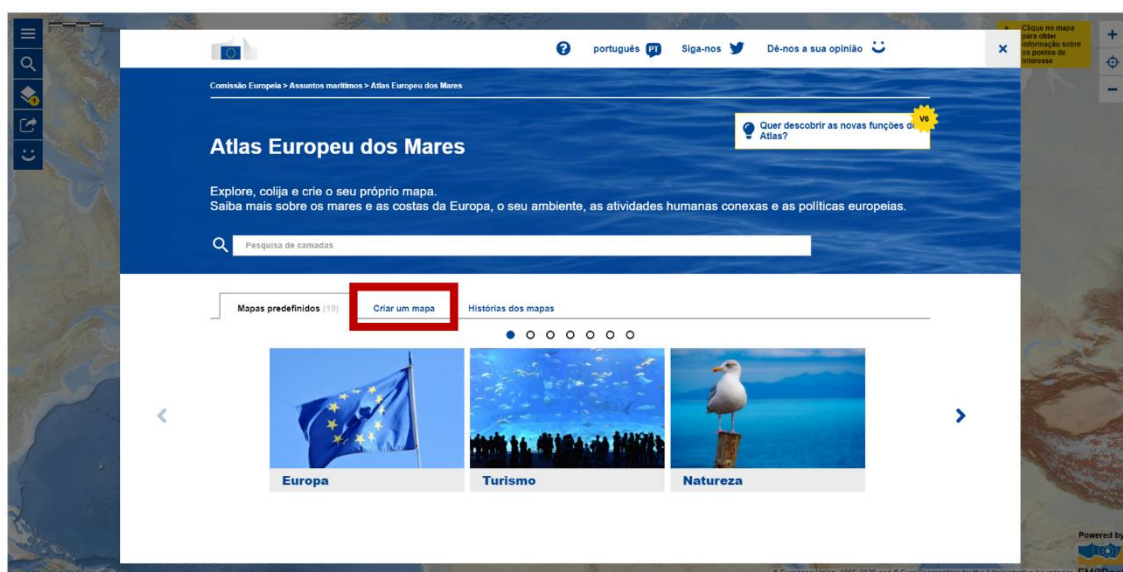 português PT Siga-nos Dê-nos a sua opinião
Clique no mapa
para obter
informação sobre
os pontos de
interesse
Comissão Europeia > Assuntos marítimos > Atlas Europeu dos Mares
V6
Quer descobrir as novas funções do
Atlas?
Atlas Europeu dos Mares
Explore, colija e crie o seu próprio mapa.
Saiba mais sobre os mares e as costas da Europa, o seu ambiente, as atividades humanas conexas e as políticas europeias.
Pesquisa de camadas
Mapas predefinidos (19) Criar um mapa Histórias dos mapas
Europa Turismo Natureza
Powered by